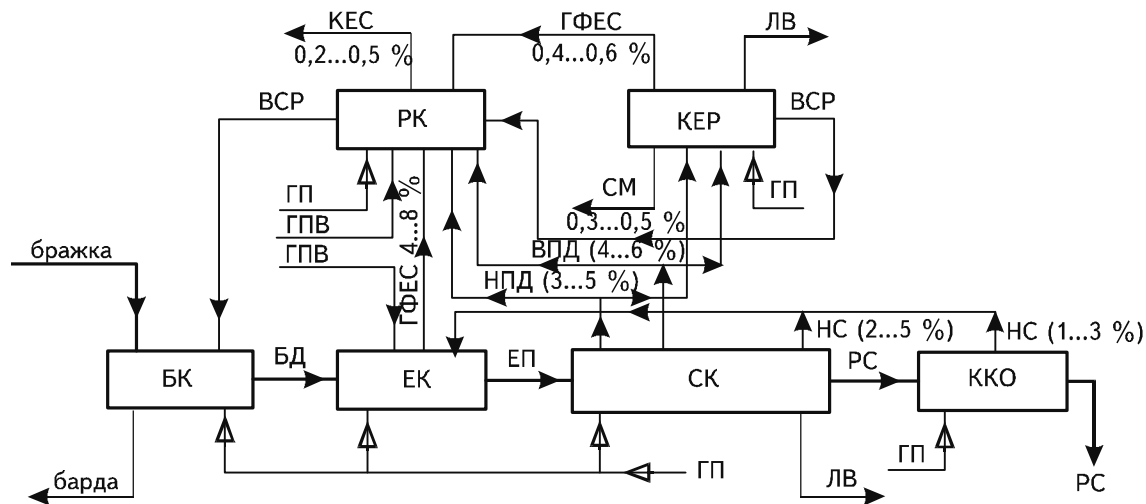 КЕС
0,2...0,5 %
ГФЕС
0,4...0,6 %
ЛВ
ВСР
РК
КЕР
ВСР
ГП
ГПВ
ГПВ
ГФЕС 4...8 %
СМ
0,3...0,5 %
ГП
бражка
ВПД (4...6 %)
НПД (3...5 %)
НС (2...5 %)
НС (1...3 %)
БК
БД
ЕК
ЕП
СК
РС
ККО
барда
ГП
ЛВ
ГП
РС